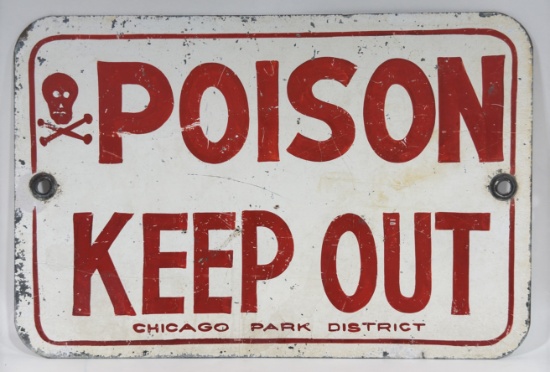 POISON
KEEP OUT
CHICAGO PARK DISTRICT